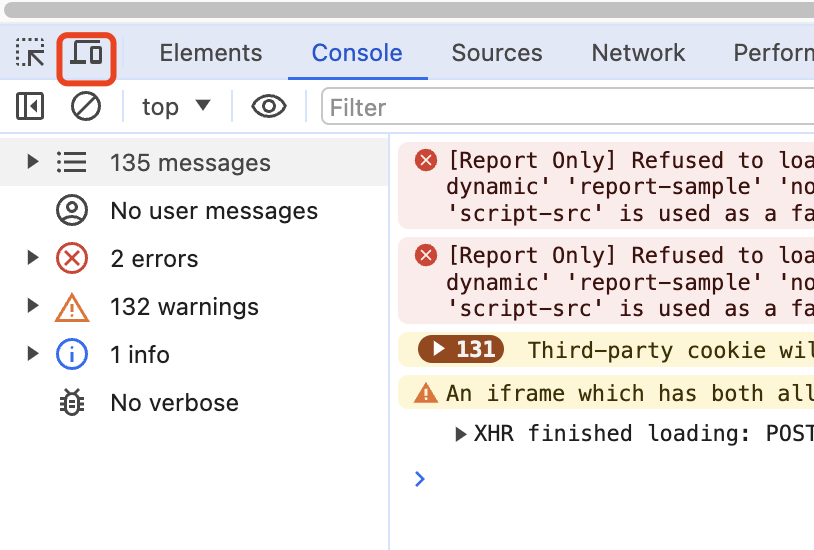 Elements Console Sources Network Perforn
top Filter
135 messages
No user messages
2 errors
132 warnings
1 info
No verbose
[Report Only] Refused to loa
dynamic' 'report-sample' 'no
'script-src' is used as a fa
[Report Only] Refused to loa
dynamic' 'report-sample' 'no
'script-src' is used as a fa
131 Third-party cookie wil
An iframe which has both all
XHR finished loading: POST